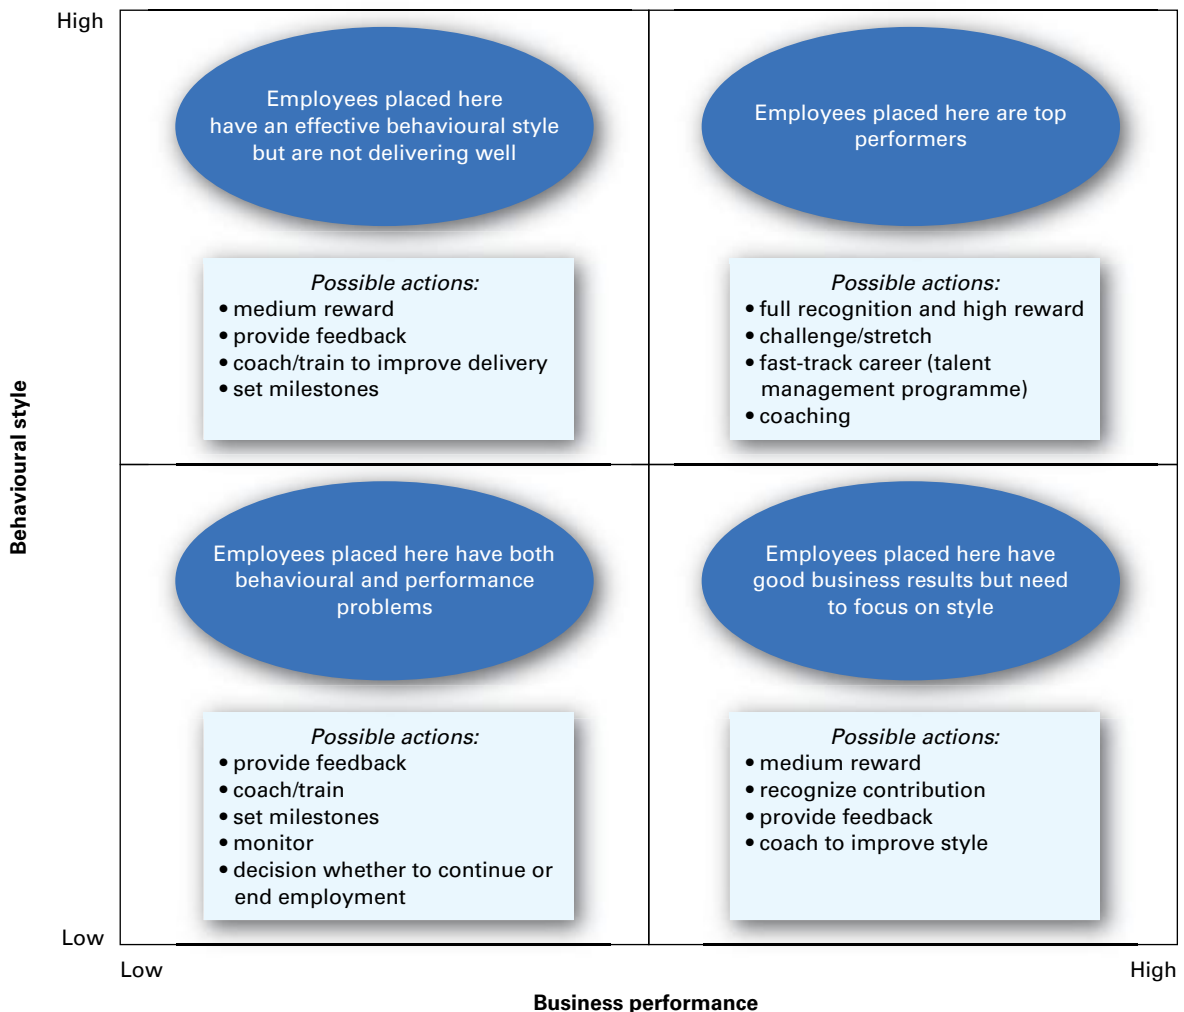 High
Employees placed here
have an effective behavioural style
but are not delivering well
Employees placed here are top
performers
Possible actions:
• medium reward
• provide feedback
• coach/train to improve delivery
• set milestones
Possible actions:
• full recognition and high reward
• challenge/stretch
• fast-track career (talent
management programme)
• coaching
Behavioural style
Employees placed here have both
behavioural and performance
problems
Employees placed here have
good business results but need
to focus on style
Possible actions:
• provide feedback
• coach/train
• set milestones
• monitor
• decision whether to continue or
end employment
Possible actions:
• medium reward
• recognize contribution
• provide feedback
• coach to improve style
Low
Low
High
Business performance